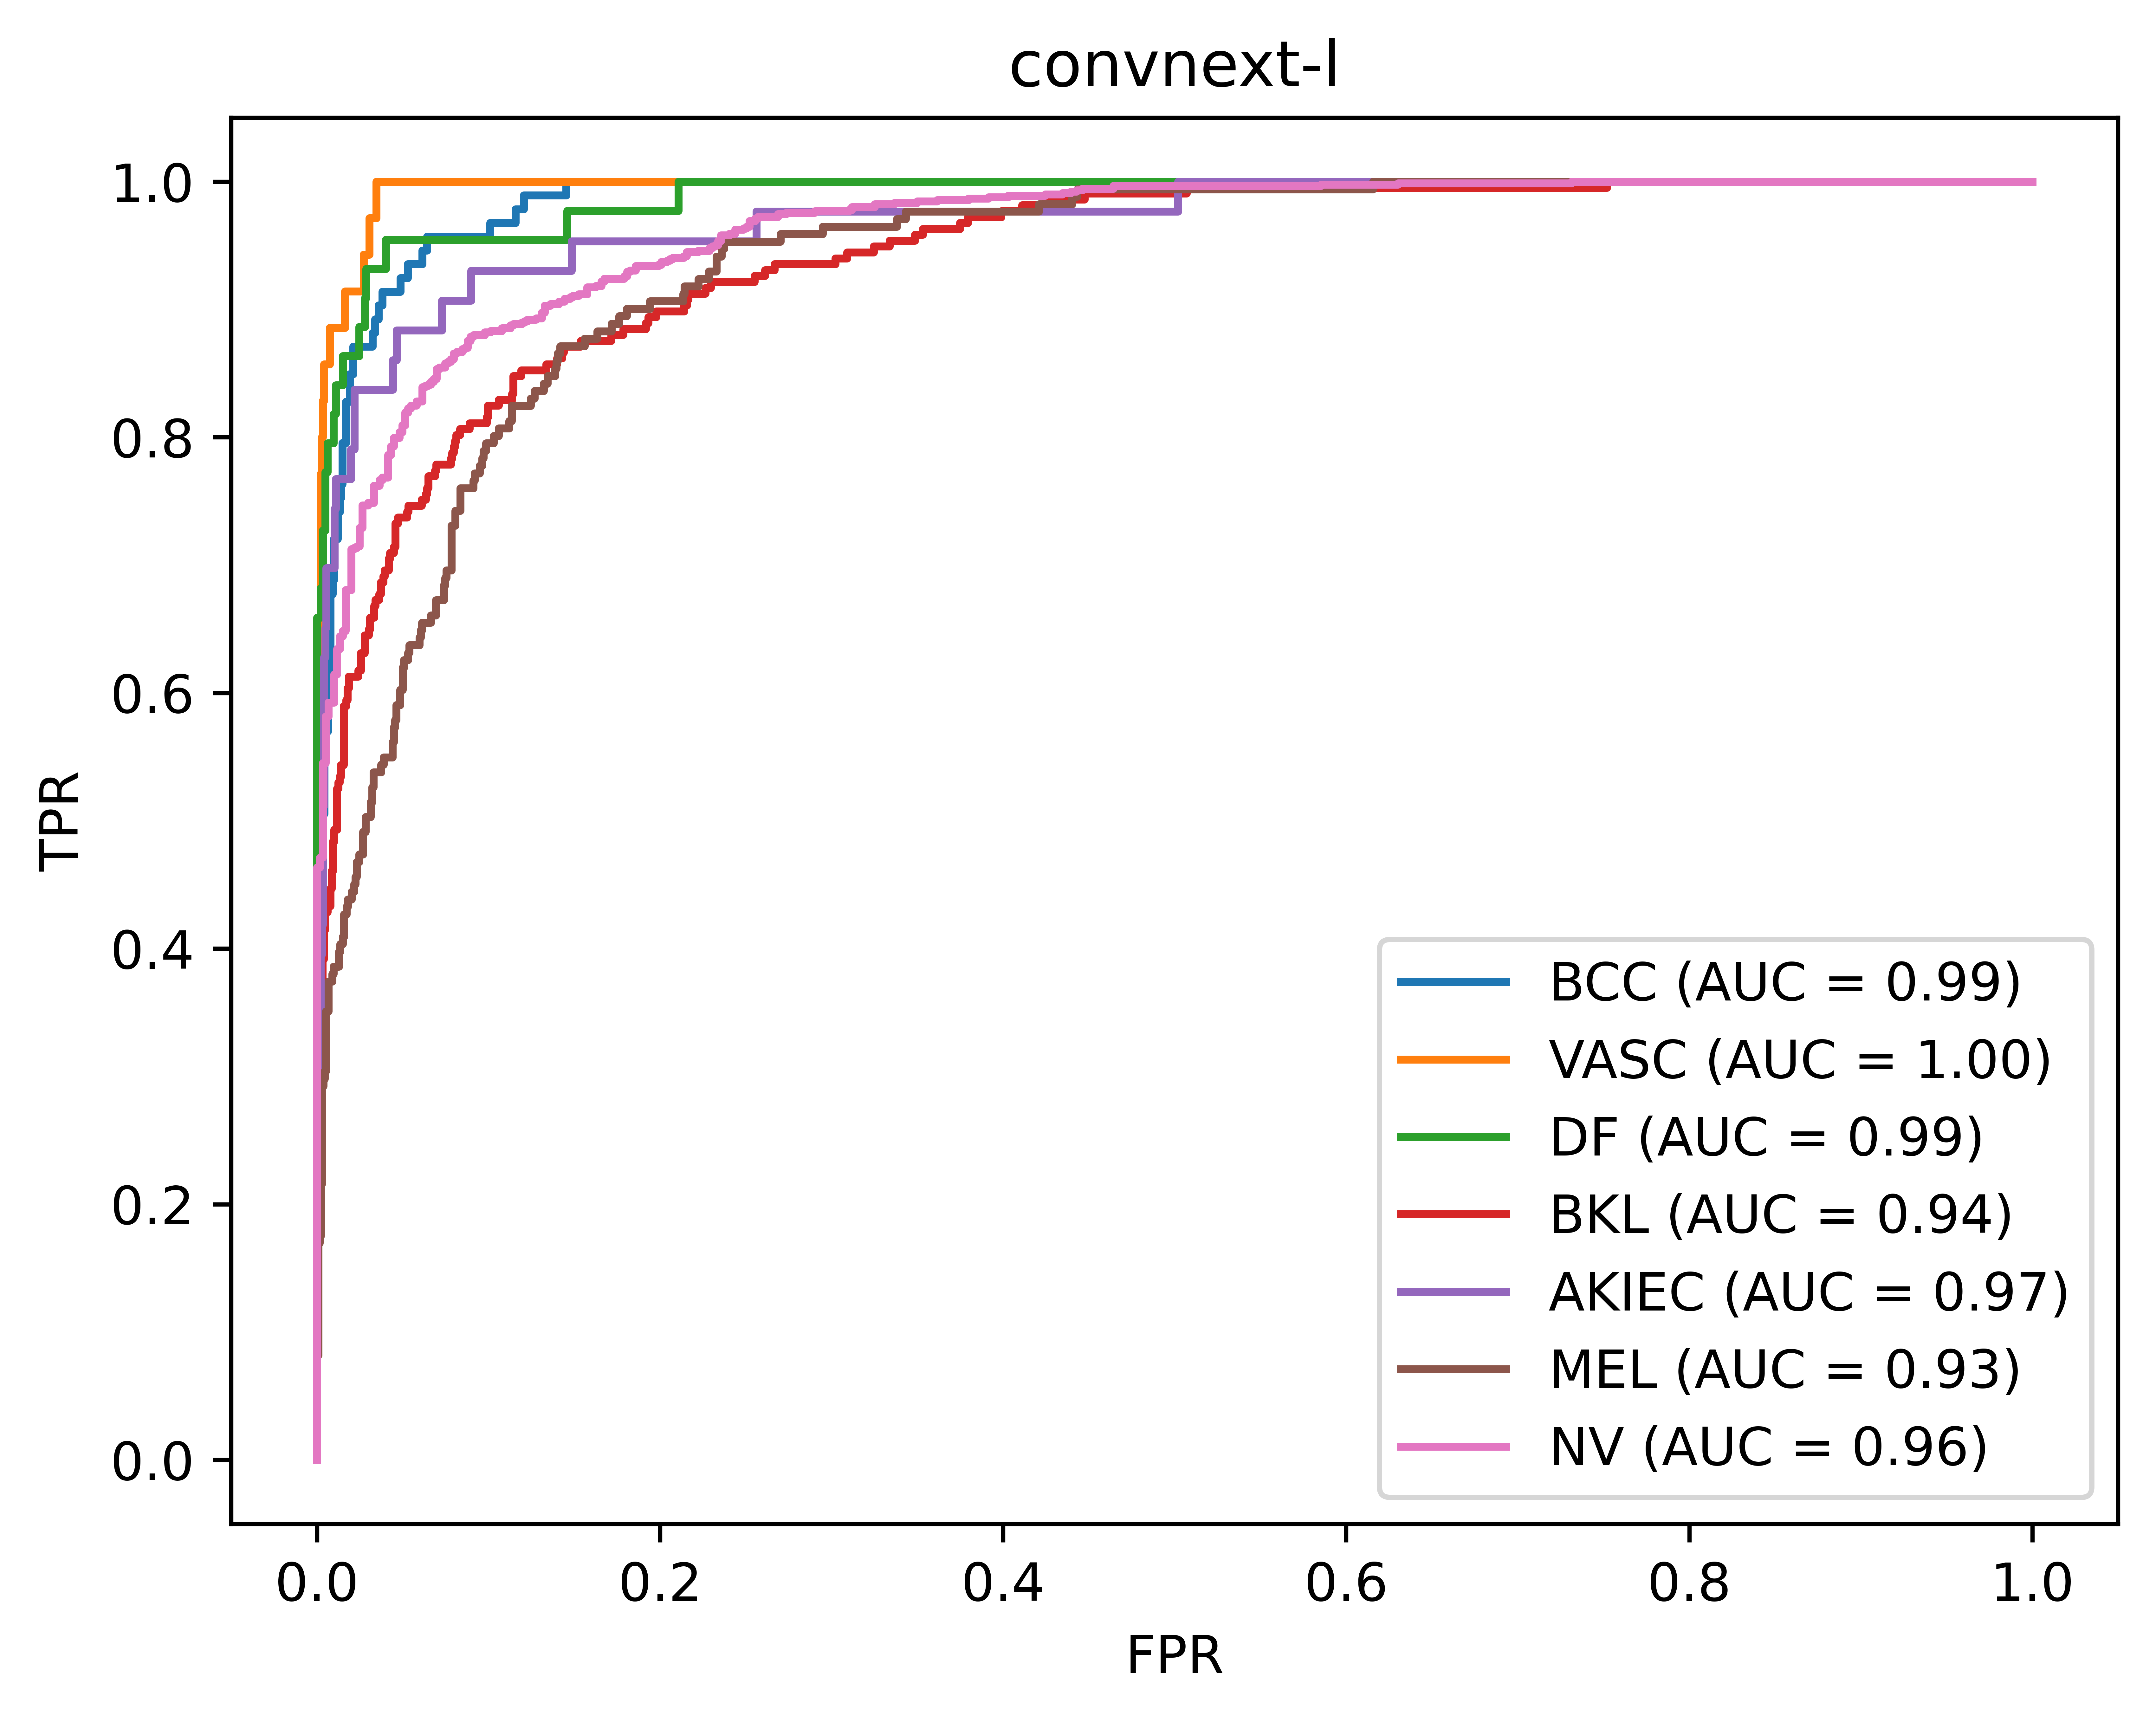 convnext-l
1.0
0.8
0.6
0.4
0.2
0.0
TPR
BCC (AUC = 0.99)
VASC (AUC = 1.00)
DF (AUC = 0.99)
BKL (AUC = 0.94)
AKIEC (AUC = 0.97)
MEL (AUC = 0.93)
NV (AUC = 0.96)
0.0 0.2 0.4 0.6 0.8 1.0
FPR